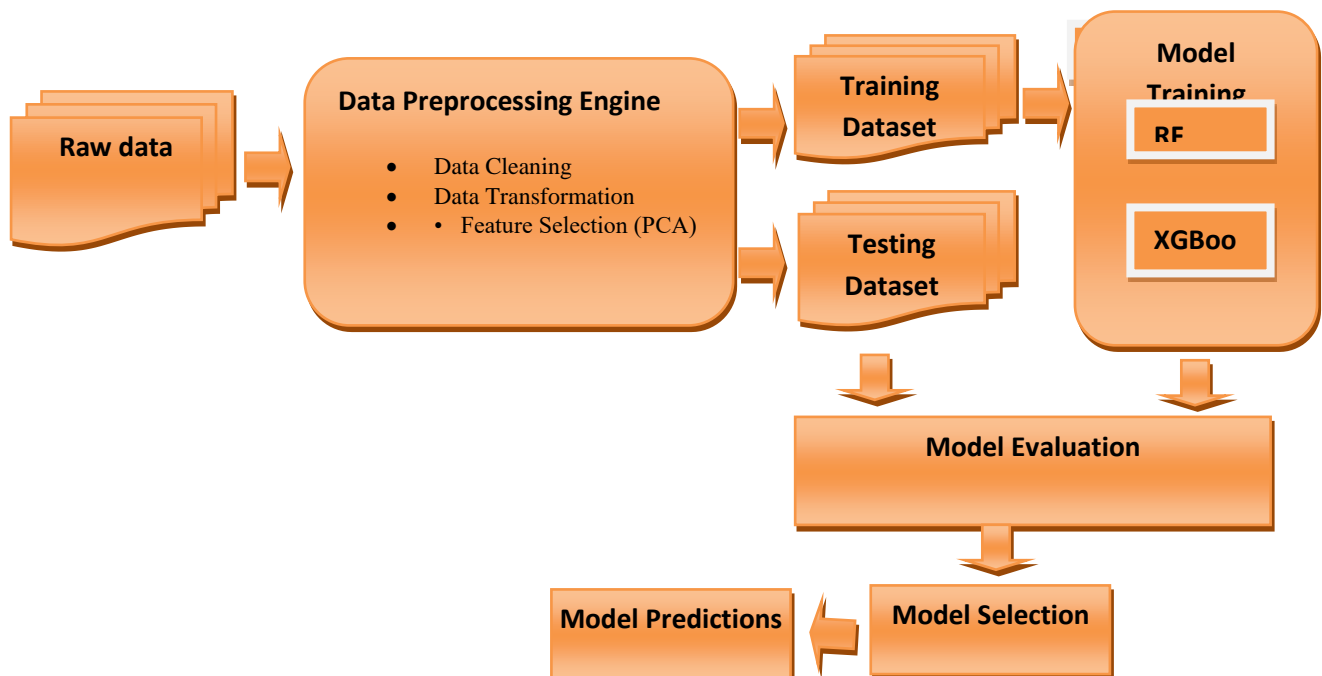 Raw data
Data Preprocessing Engine
• Data Cleaning
• Data Transformation
• • Feature Selection (PCA)
Training
Dataset
Testing
Dataset
Model
Training
RF
XGBoo
Model Evaluation
Model Selection
Model Predictions